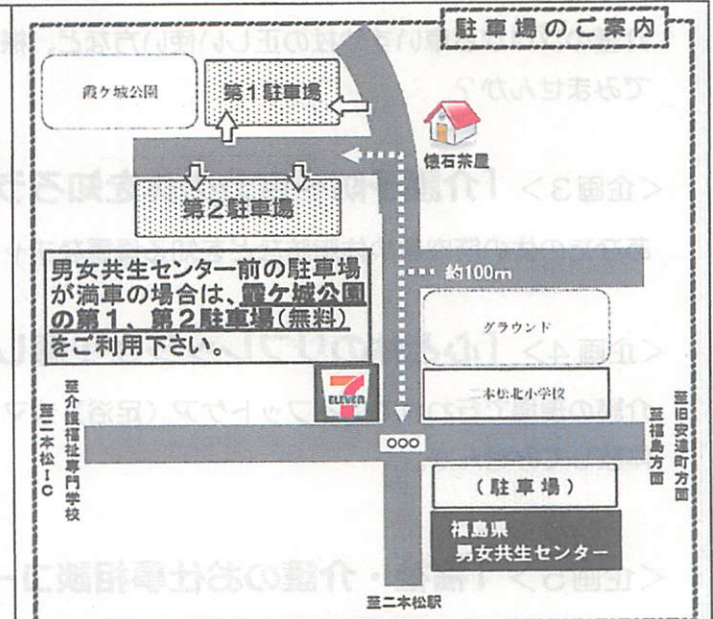 駐車場のご案内
霞ケ城公園
第1駐車場
懐石茶屋
第2駐車場
男女共生センター前の駐車場
が満車の場合は、霞ケ城公園
の第1、第2駐車場(無料)
をご利用下さい。
約100m
グラウンド
7
ELEVEN
本松北小学校
至介護福祉専門学校
至二本松IC
至旧安達町方面
至福島方面
(駐車場)
福島県
男女共生センター
至二本松駅